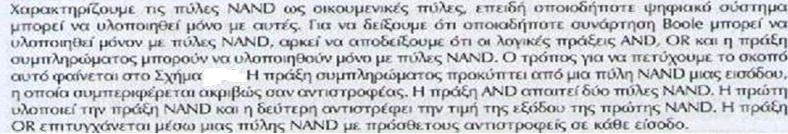 Χαρακτηρίζουμε τις πύλες NAND ως οικουμενικές πύλες, επειδή οποιοδήποτε ψηφιακό σύστημα
μπορεί να υλοποιηθεί μόνο με αυτές. Για να δείξουμε ότι οποιαδήποτε συνάρτηση Boole μπορεί να
υλοποιηθεί μόνον με πύλες NAND, αρκεί να αποδείξουμε ότι οι λογικές πράξεις AND, OR και η πράξη
συμπληρώματος μπορούν να υλοποιηθούν μόνο με πύλες NAND. Ο τρόπος για να πετύχουμε το σκοπό
αυτό φαίνεται στο Σχήμα Η πράξη συμπληρώματος προκύπτει από μια πύλη NAND μιας εισόδου,
η οποία συμπεριφέρεται ακριβώς σαν αντιστροφέας. Η πράξη AND απαιτεί δύο πύλες NAND. Η πρώτη
υλοποιεί την πράξη NAND και η δεύτερη αντιστρέφει την τιμή της εξόδου της πρώτης NAND. Η πράξη
OR επιτυγχάνεται μέσω μιας πύλης NAND με πρόσθετους αντιστροφείς σε κάθε είσοδο.